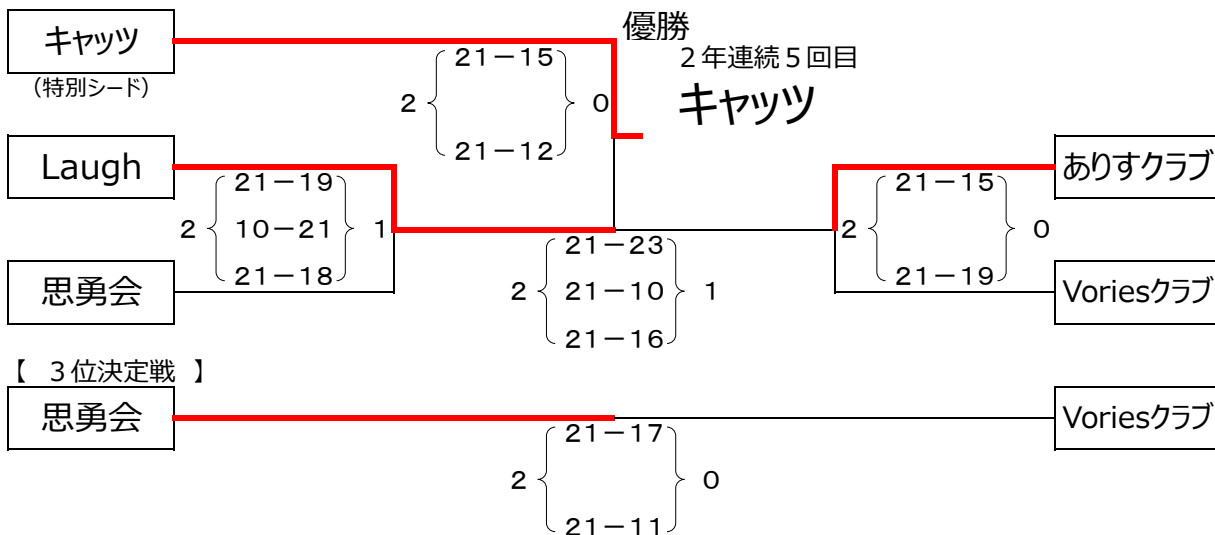 キャッツ
(特別シード)
優勝
2年連続5回目
キャッツ
21-15
2 0
21-12
Laugh
21-19
2 10-21 1
21-18
思勇会
21-23
2 21-10 1
21-16
ありすクラブ
21-15
2 0
21-19
Voriesクラブ
【 3位決定戦 】
思勇会
Voriesクラブ
21-17
2 0
21-11